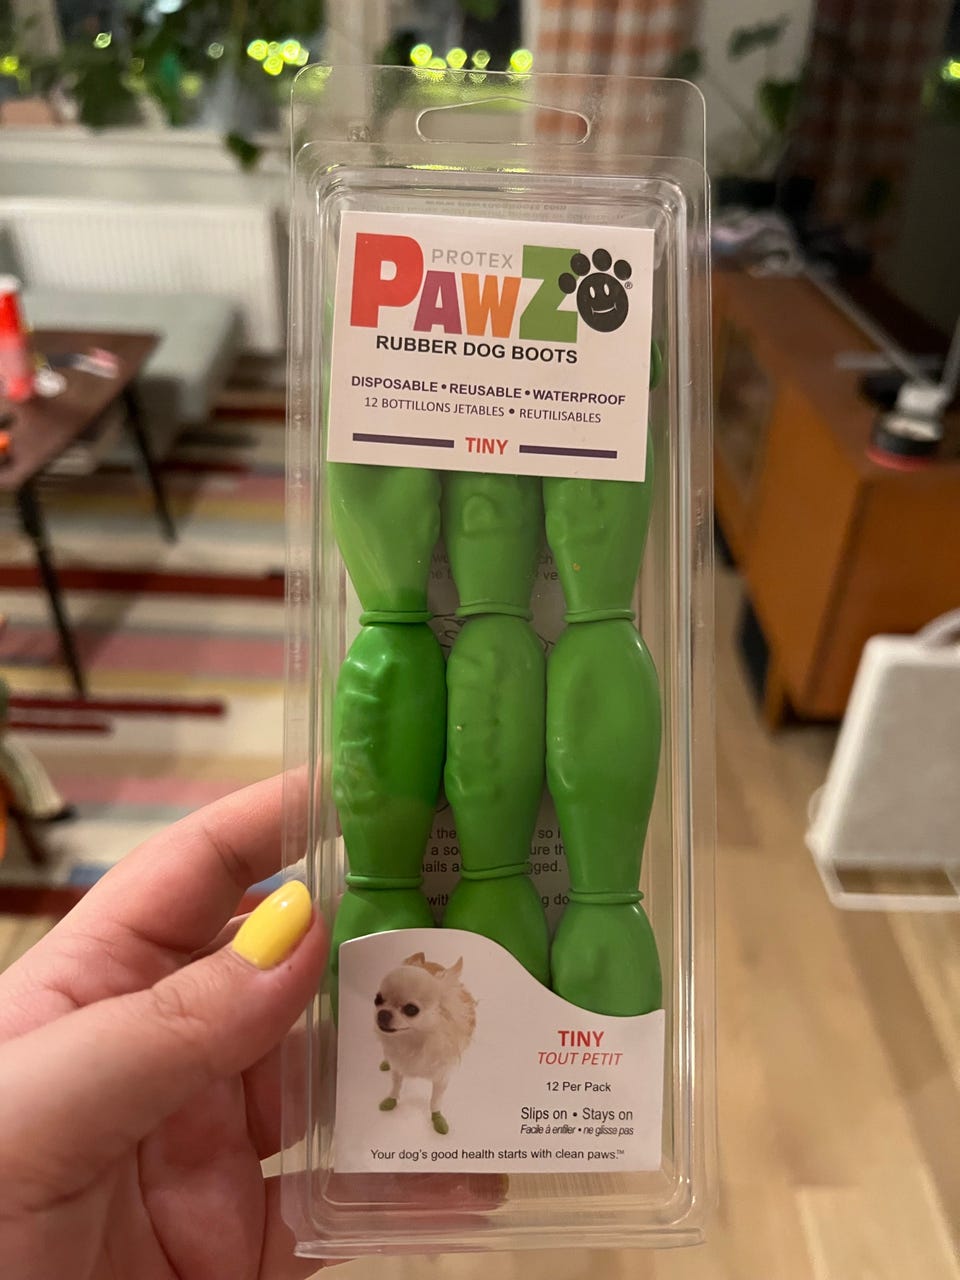 PROTEX
PAWZ®
RUBBER DOG BOOTS
DISPOSABLE • REUSABLE • WATERPROOF
12 BOTTILLONS JETABLES • REUTILISABLES
TINY
TINY
TOUT PETIT
12 Per Pack
Slips on • Stays on
Facile à enfiler • ne glisse pas
Your dog's good health starts with clean paws.™